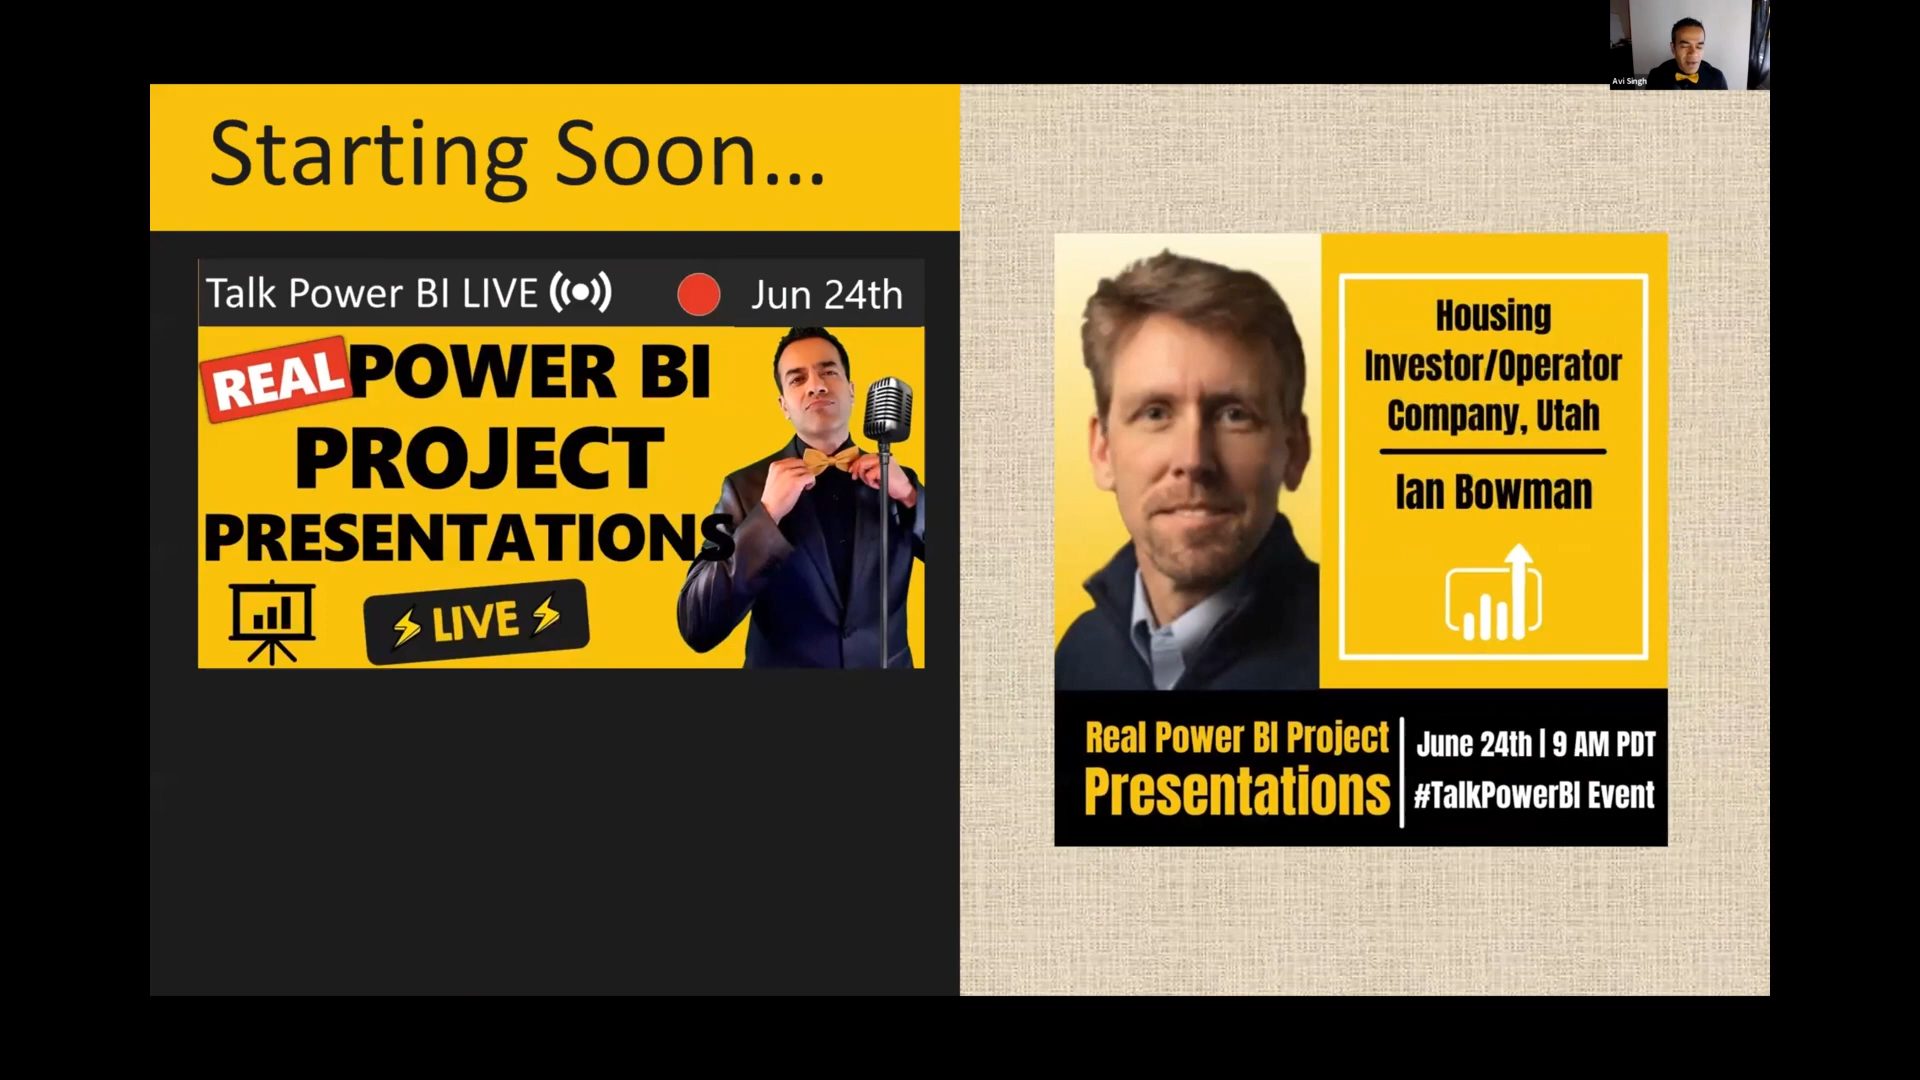 Avi Singh
Starting Soon...
Talk Power BI LIVE
Jun 24th
REAL POWER BI
PROJECT
PRESENTATIONS
LIVE
Housing
Investor/Operator
Company, Utah
Ian Bowman
Real Power BI Project
Presentations
June 24th | 9 AM PDT
#TalkPowerBI Event